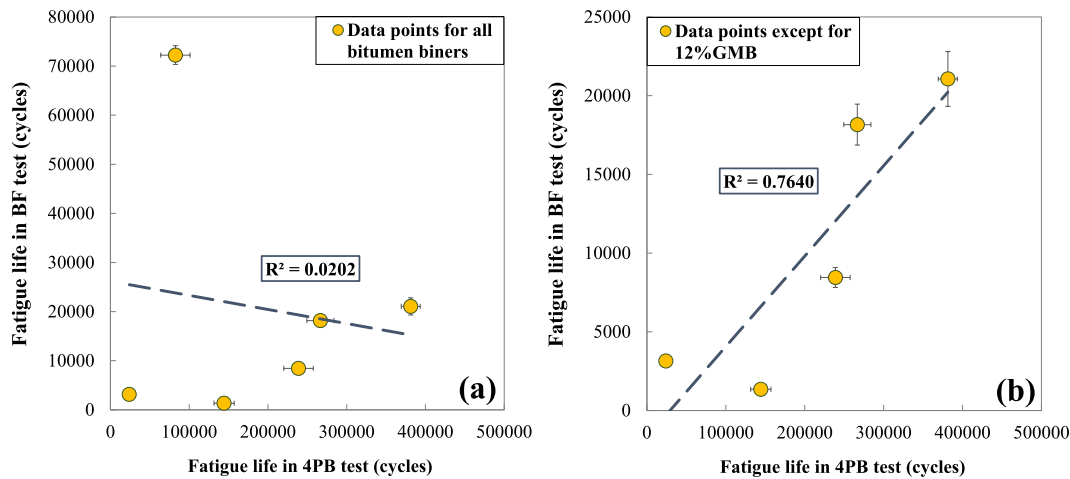 Fatigue life in BF test (cycles)
80000
70000
60000
50000
40000
30000
20000
10000
0
Data points for all
bitumen biners
R² = 0.0202
(a)
0
100000
200000
300000
400000
500000
Fatigue life in 4PB test (cycles)
Fatigue life in BF test (cycles)
25000
20000
15000
10000
5000
0
Data points except for
12%GMB
R² = 0.7640
(b)
0
100000
200000
300000
400000
500000
Fatigue life in 4PB test (cycles)